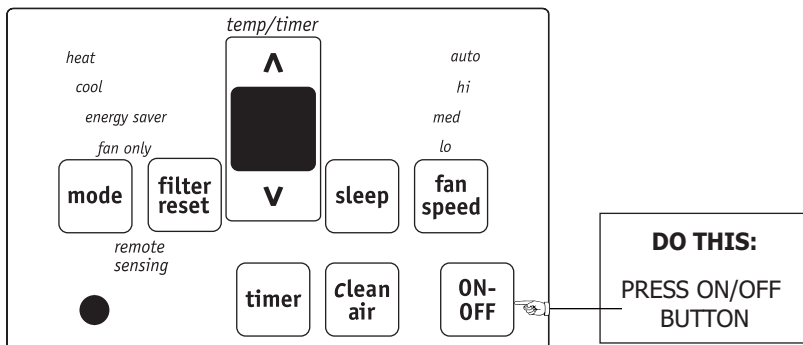 temp/timer
heat
cool
energy saver
fan only
auto
hi
med
lo
mode
filter
reset
sleep
fan
speed
remote
sensing
timer
clean
air
ON-
OFF
DO THIS:
PRESS ON/OFF
BUTTON